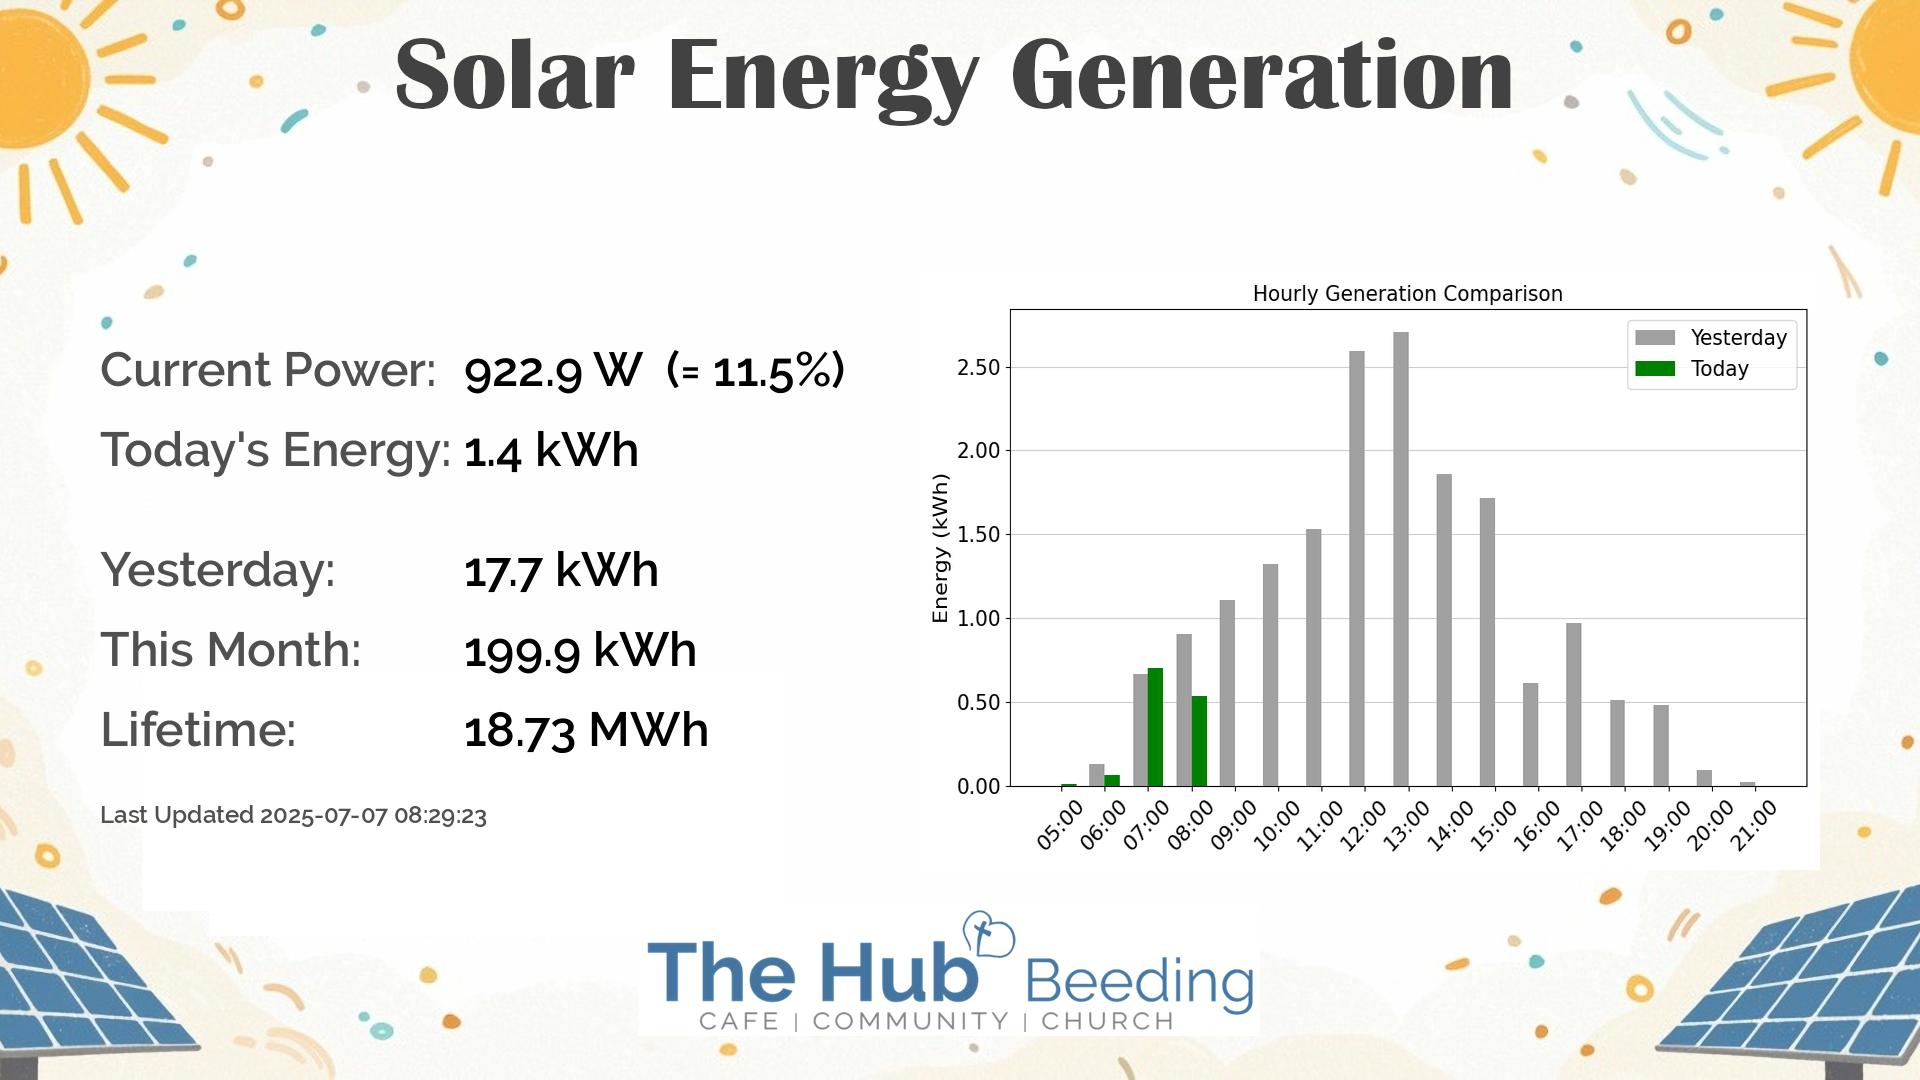 Solar Energy Generation
Current Power: 922.9 W (= 11.5%)
Today's Energy: 1.4 kWh
Yesterday: 17.7 kWh
This Month: 199.9 kWh
Lifetime: 18.73 MWh
Last Updated 2025-07-07 08:29:23
Hourly Generation Comparison
Yesterday
Today
Energy (kWh)
2.50
2.00
1.50
1.00
0.50
0.00
05:00 06:00 07:00 08:00 09:00 10:00 11:00 12:00 13:00 14:00 15:00 16:00 17:00 18:00 19:00 20:00 21:00
The Hub Beeding
CAFE | COMMUNITY | CHURCH